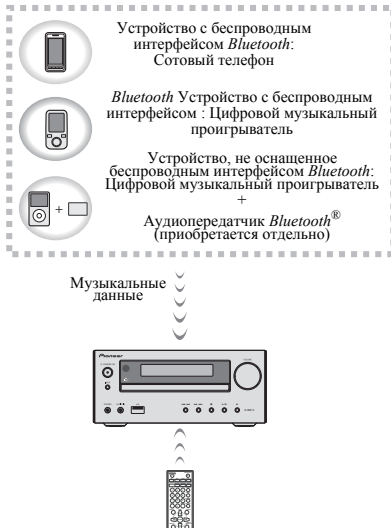 Устройство с беспроводным
интерфейсом Bluetooth:
Сотовый телефон
Bluetooth Устройство с беспроводным
интерфейсом : Цифровой музыкальный
проигрыватель
Устройство, не оснащенное
беспроводным интерфейсом Bluetooth:
Цифровой музыкальный проигрыватель
+
+
Аудиопередатчик Bluetooth®
(приобретается отдельно)
Музыкальные
данные
Pioneer